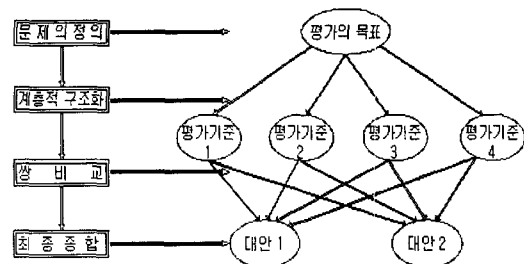 문제의정의
평가의 목표
계층적 구조화
평가기준
1
평가기준
2
평가기준
3
평가기준
4
쌍 비 교
최종종합
대안 1
대안 2